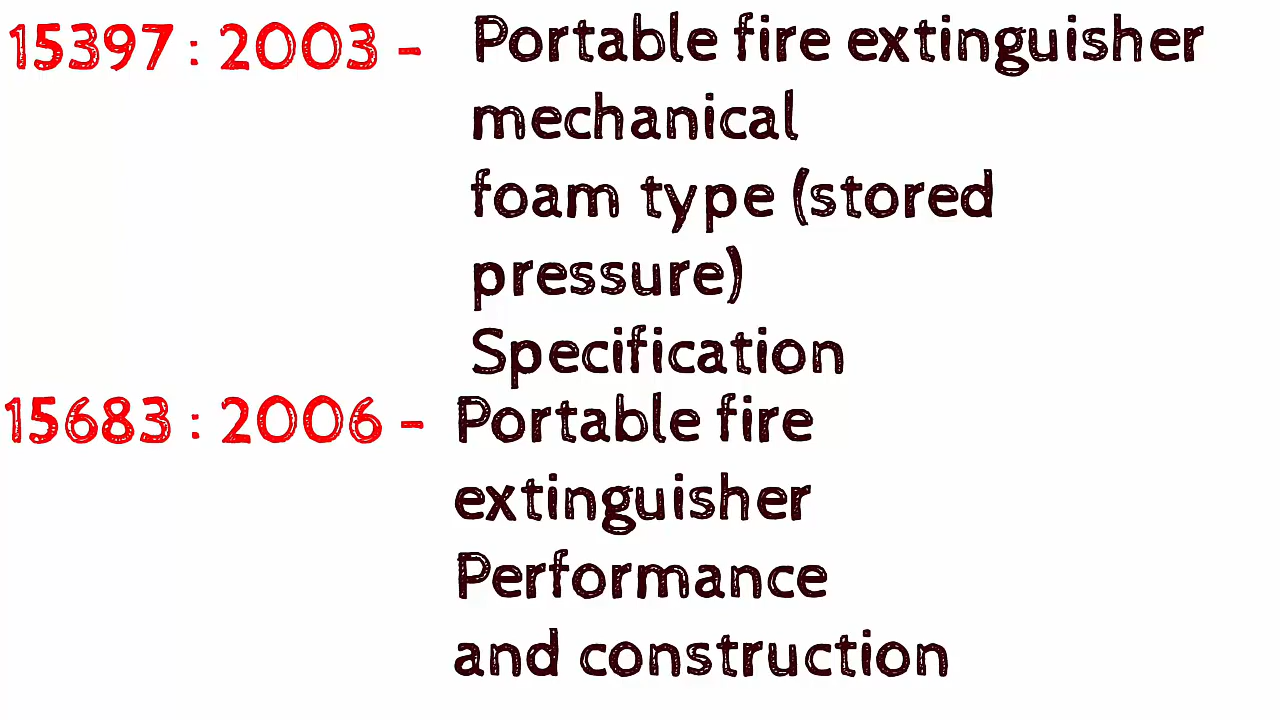 15397 : 2003 - Portable fire extinguisher
mechanical
foam type (stored
pressure)
Specification
15683 : 2006 - Portable fire
extinguisher
Performance
and construction